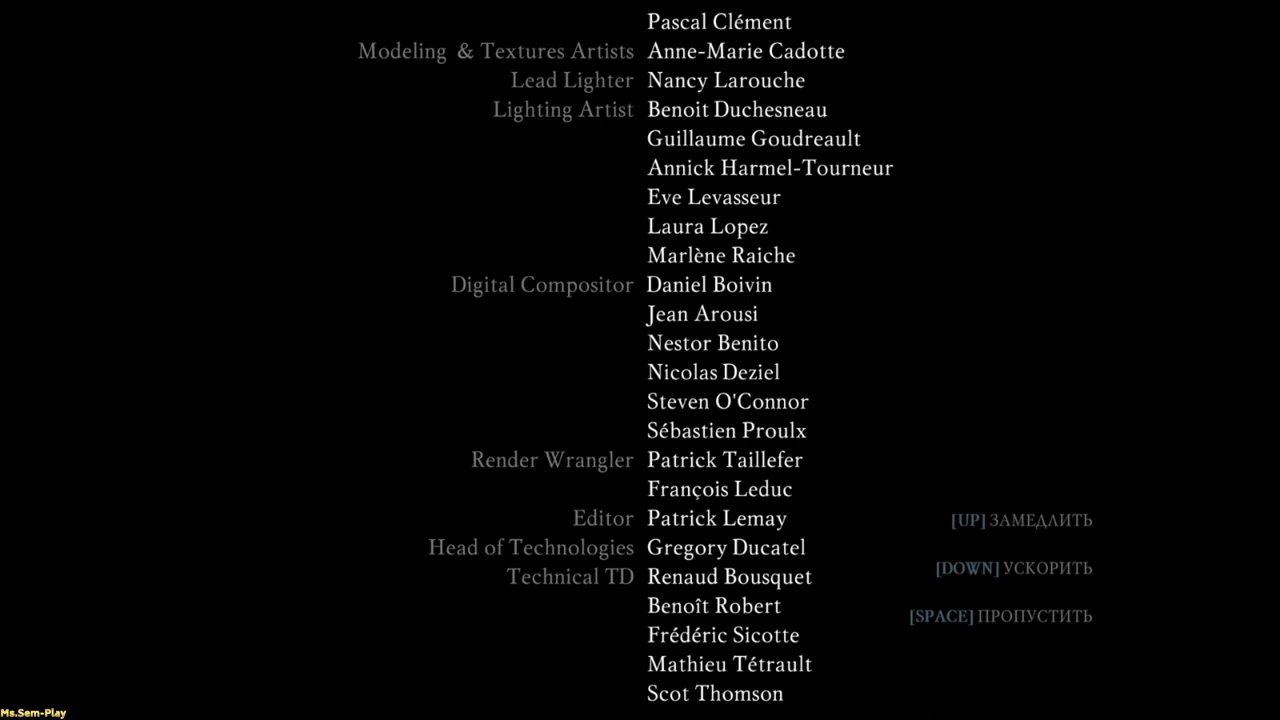 Pascal Clément
Modeling & Textures Artists Anne-Marie Cadotte
Lead Lighter Nancy Larouche
Lighting Artist Benoit Duchesneau
Guillaume Goudreault
Annick Harmel-Tourneur
Eve Levasseur
Laura Lopez
Marlène Raiche
Digital Compositor Daniel Boivin
Jean Arousi
Nestor Benito
Nicolas Deziel
Steven O'Connor
Sébastien Proulx
Render Wrangler Patrick Taillefer
François Leduc
Editor Patrick Lemay
[UP] ЗАМЕДЛИТЬ
Head of Technologies Gregory Ducatel
[DOWN] УСКОРИТЬ
Technical TD Renaud Bousquet
Benoît Robert
[SPACE] ПРОПУСТИТЬ
Frédéric Sicotte
Mathieu Tétrault
Scot Thomson
Ms.Sem-Play